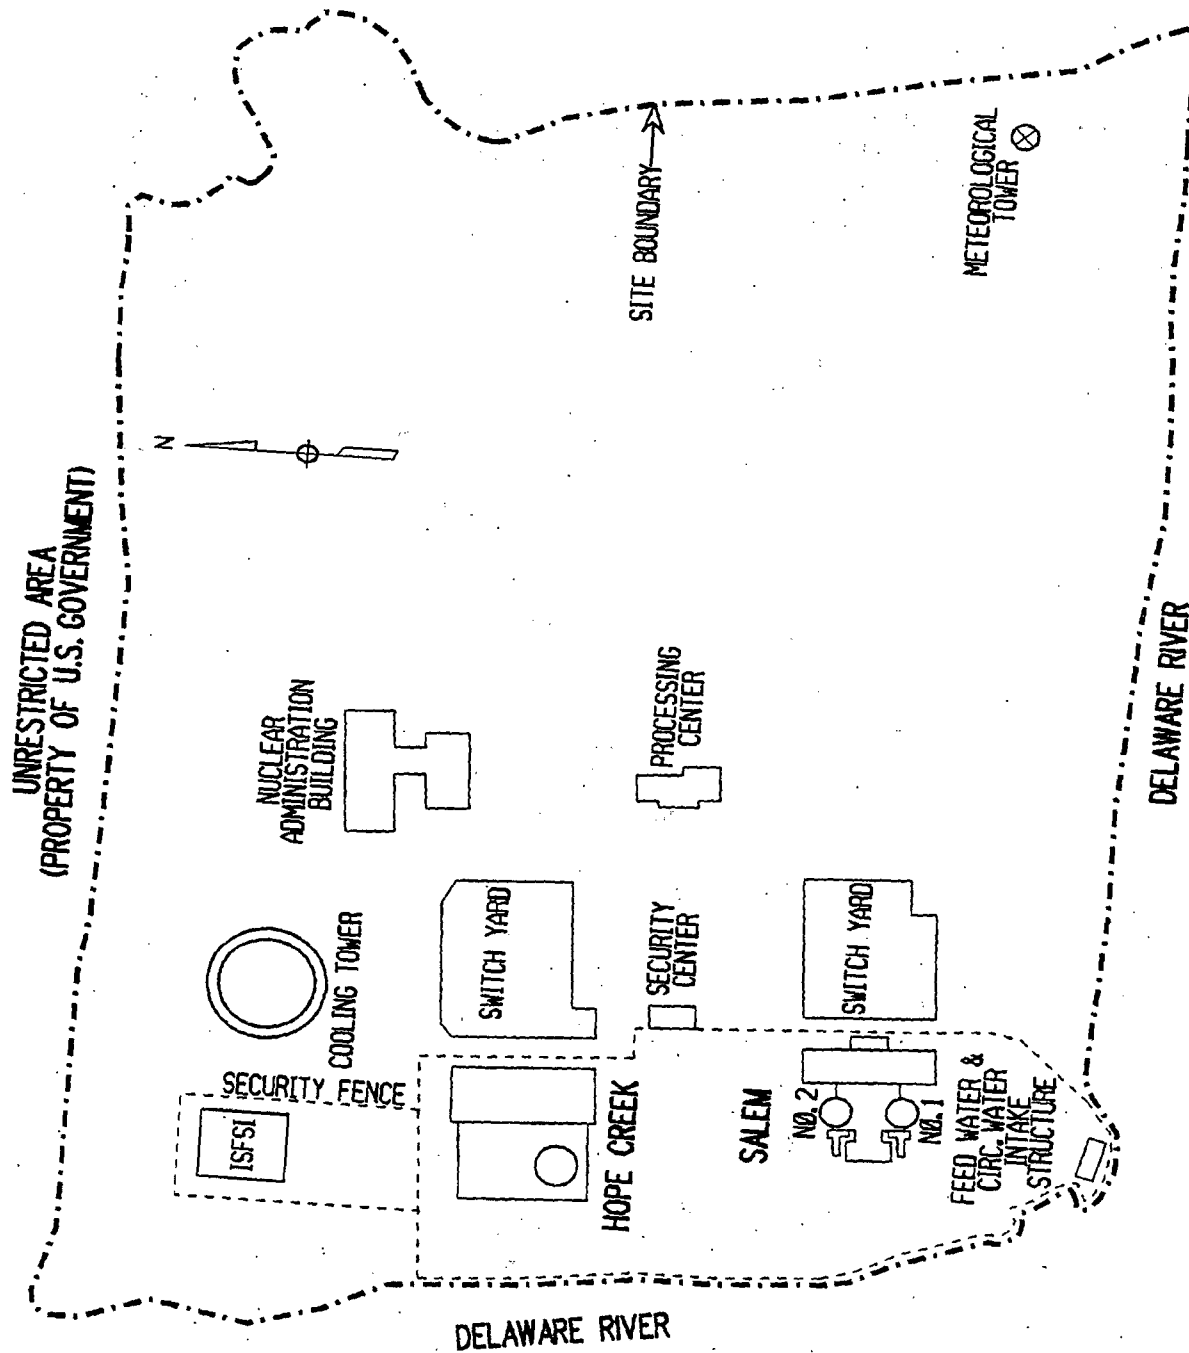 UNRESTRICTED AREA
(PROPERTY OF U.S. GOVERNMENT)
N
SITE BOUNDARY
METEOROLOGICAL
TOWER
NUCLEAR
ADMINISTRATION
BUILDING
PROCESSING
CENTER
COOLING TOWER
SWITCH YARD
SECURITY
CENTER
SWITCH YARD
SECURITY FENCE
ISFSI
HOPE CREEK
SALEM
NØ.2
NØ.1
FEED WATER &
CIRC. WATER
INTAKE
STRUCTURE
DELAWARE RIVER
DELAWARE RIVER